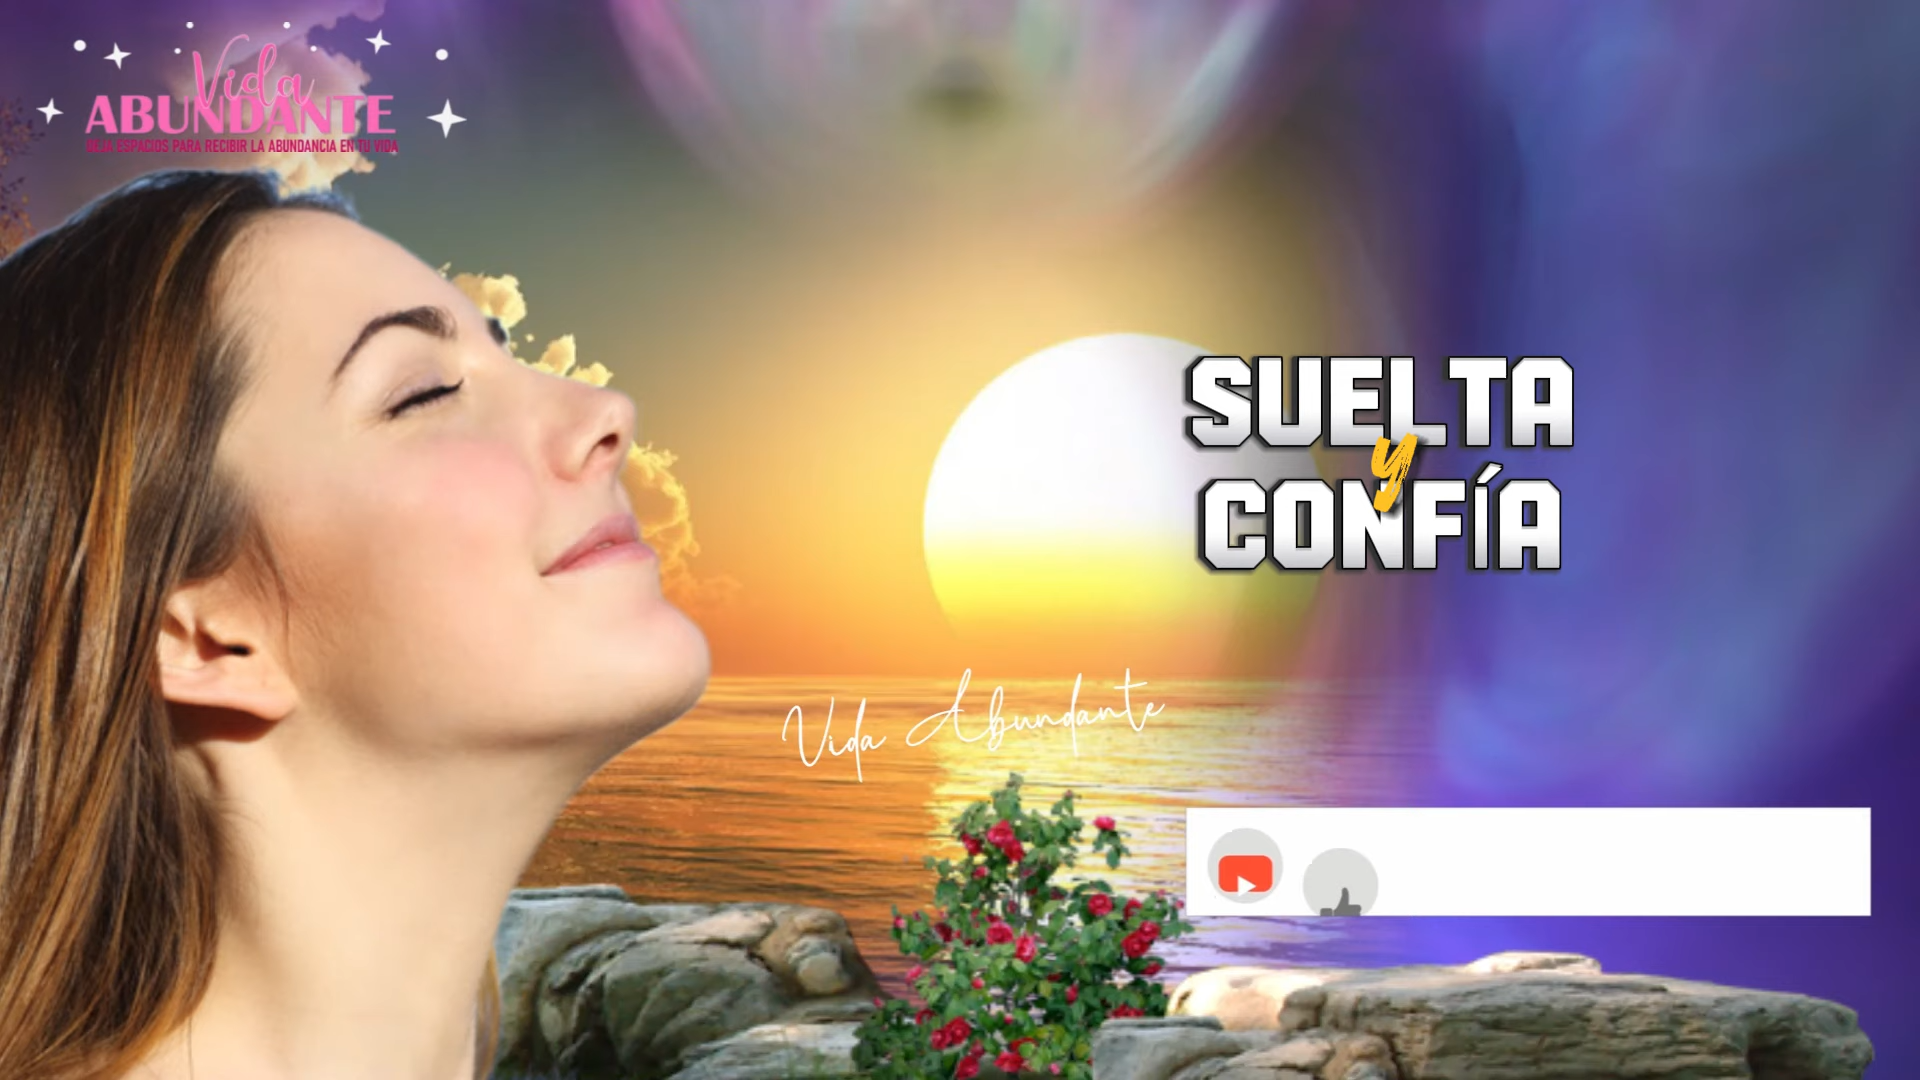 Vida
ABUNDANTE
DEJA ESPACIOS PARA RECIBIR LA ABUNDANCIA EN TU VIDA
SUELTA
y
CONFÍA
Vida Abundante